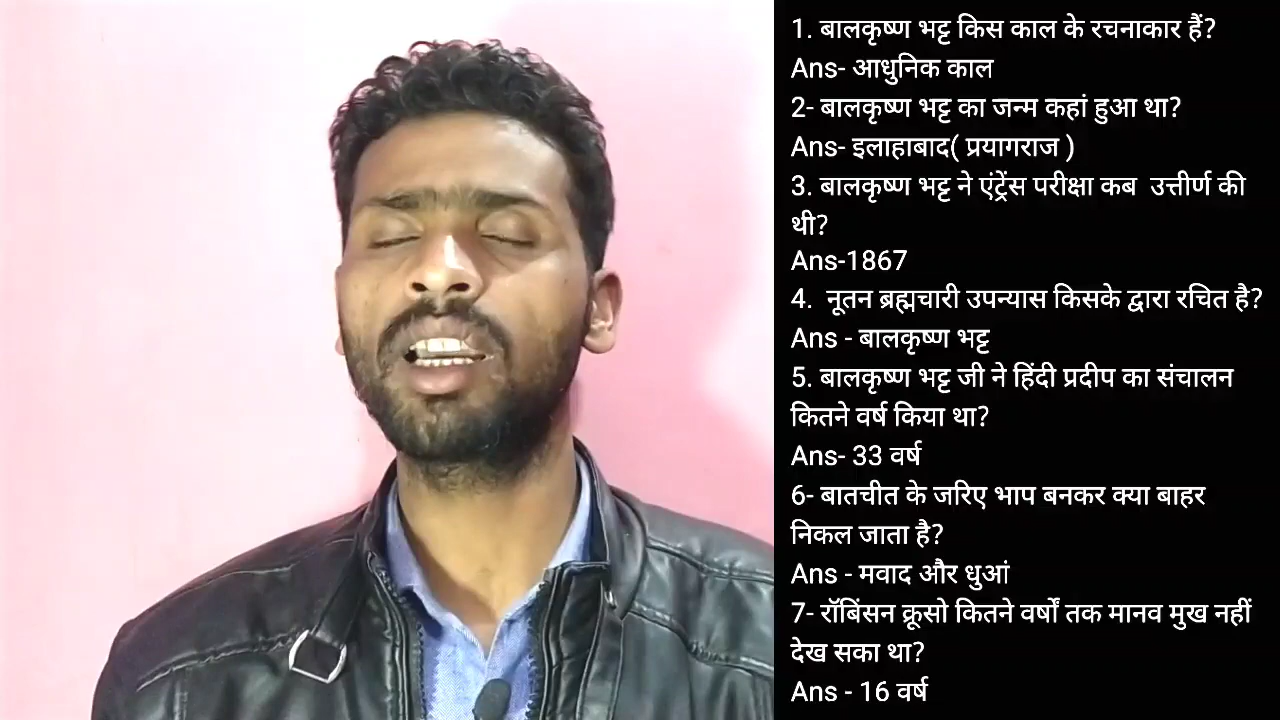 1. बालकृष्ण भट्ट किस काल के रचनाकार हैं?
Ans- आधुनिक काल
2- बालकृष्ण भट्ट का जन्म कहां हुआ था?
Ans- इलाहाबाद( प्रयागराज )
3. बालकृष्ण भट्ट ने एंट्रेंस परीक्षा कब उत्तीर्ण की
थी?
Ans-1867
4. नूतन ब्रह्मचारी उपन्यास किसके द्वारा रचित है?
Ans - बालकृष्ण भट्ट
5. बालकृष्ण भट्ट जी ने हिंदी प्रदीप का संचालन
कितने वर्ष किया था?
Ans- 33 वर्ष
6- बातचीत के जरिए भाप बनकर क्या बाहर
निकल जाता है?
Ans - मवाद और धुआं
7- रॉबिंसन क्रूसो कितने वर्षों तक मानव मुख नहीं
देख सका था?
Ans - 16 वर्ष